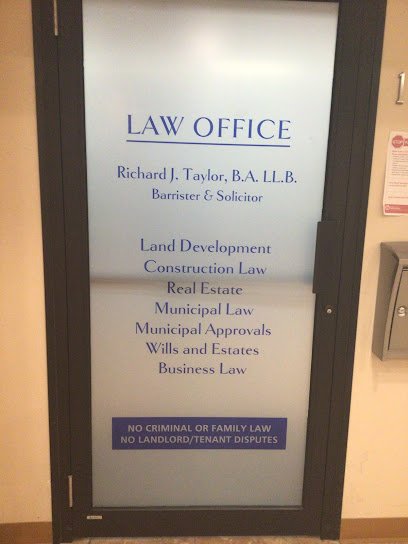 LAW OFFICE
Richard J. Taylor, B.A. LL.B.
Barrister & Solicitor
Land Development
Construction Law
Real Estate
Municipal Law
Municipal Approvals
Wills and Estates
Business Law
NO CRIMINAL OR FAMILY LAW
NO LANDLORD/TENANT DISPUTES